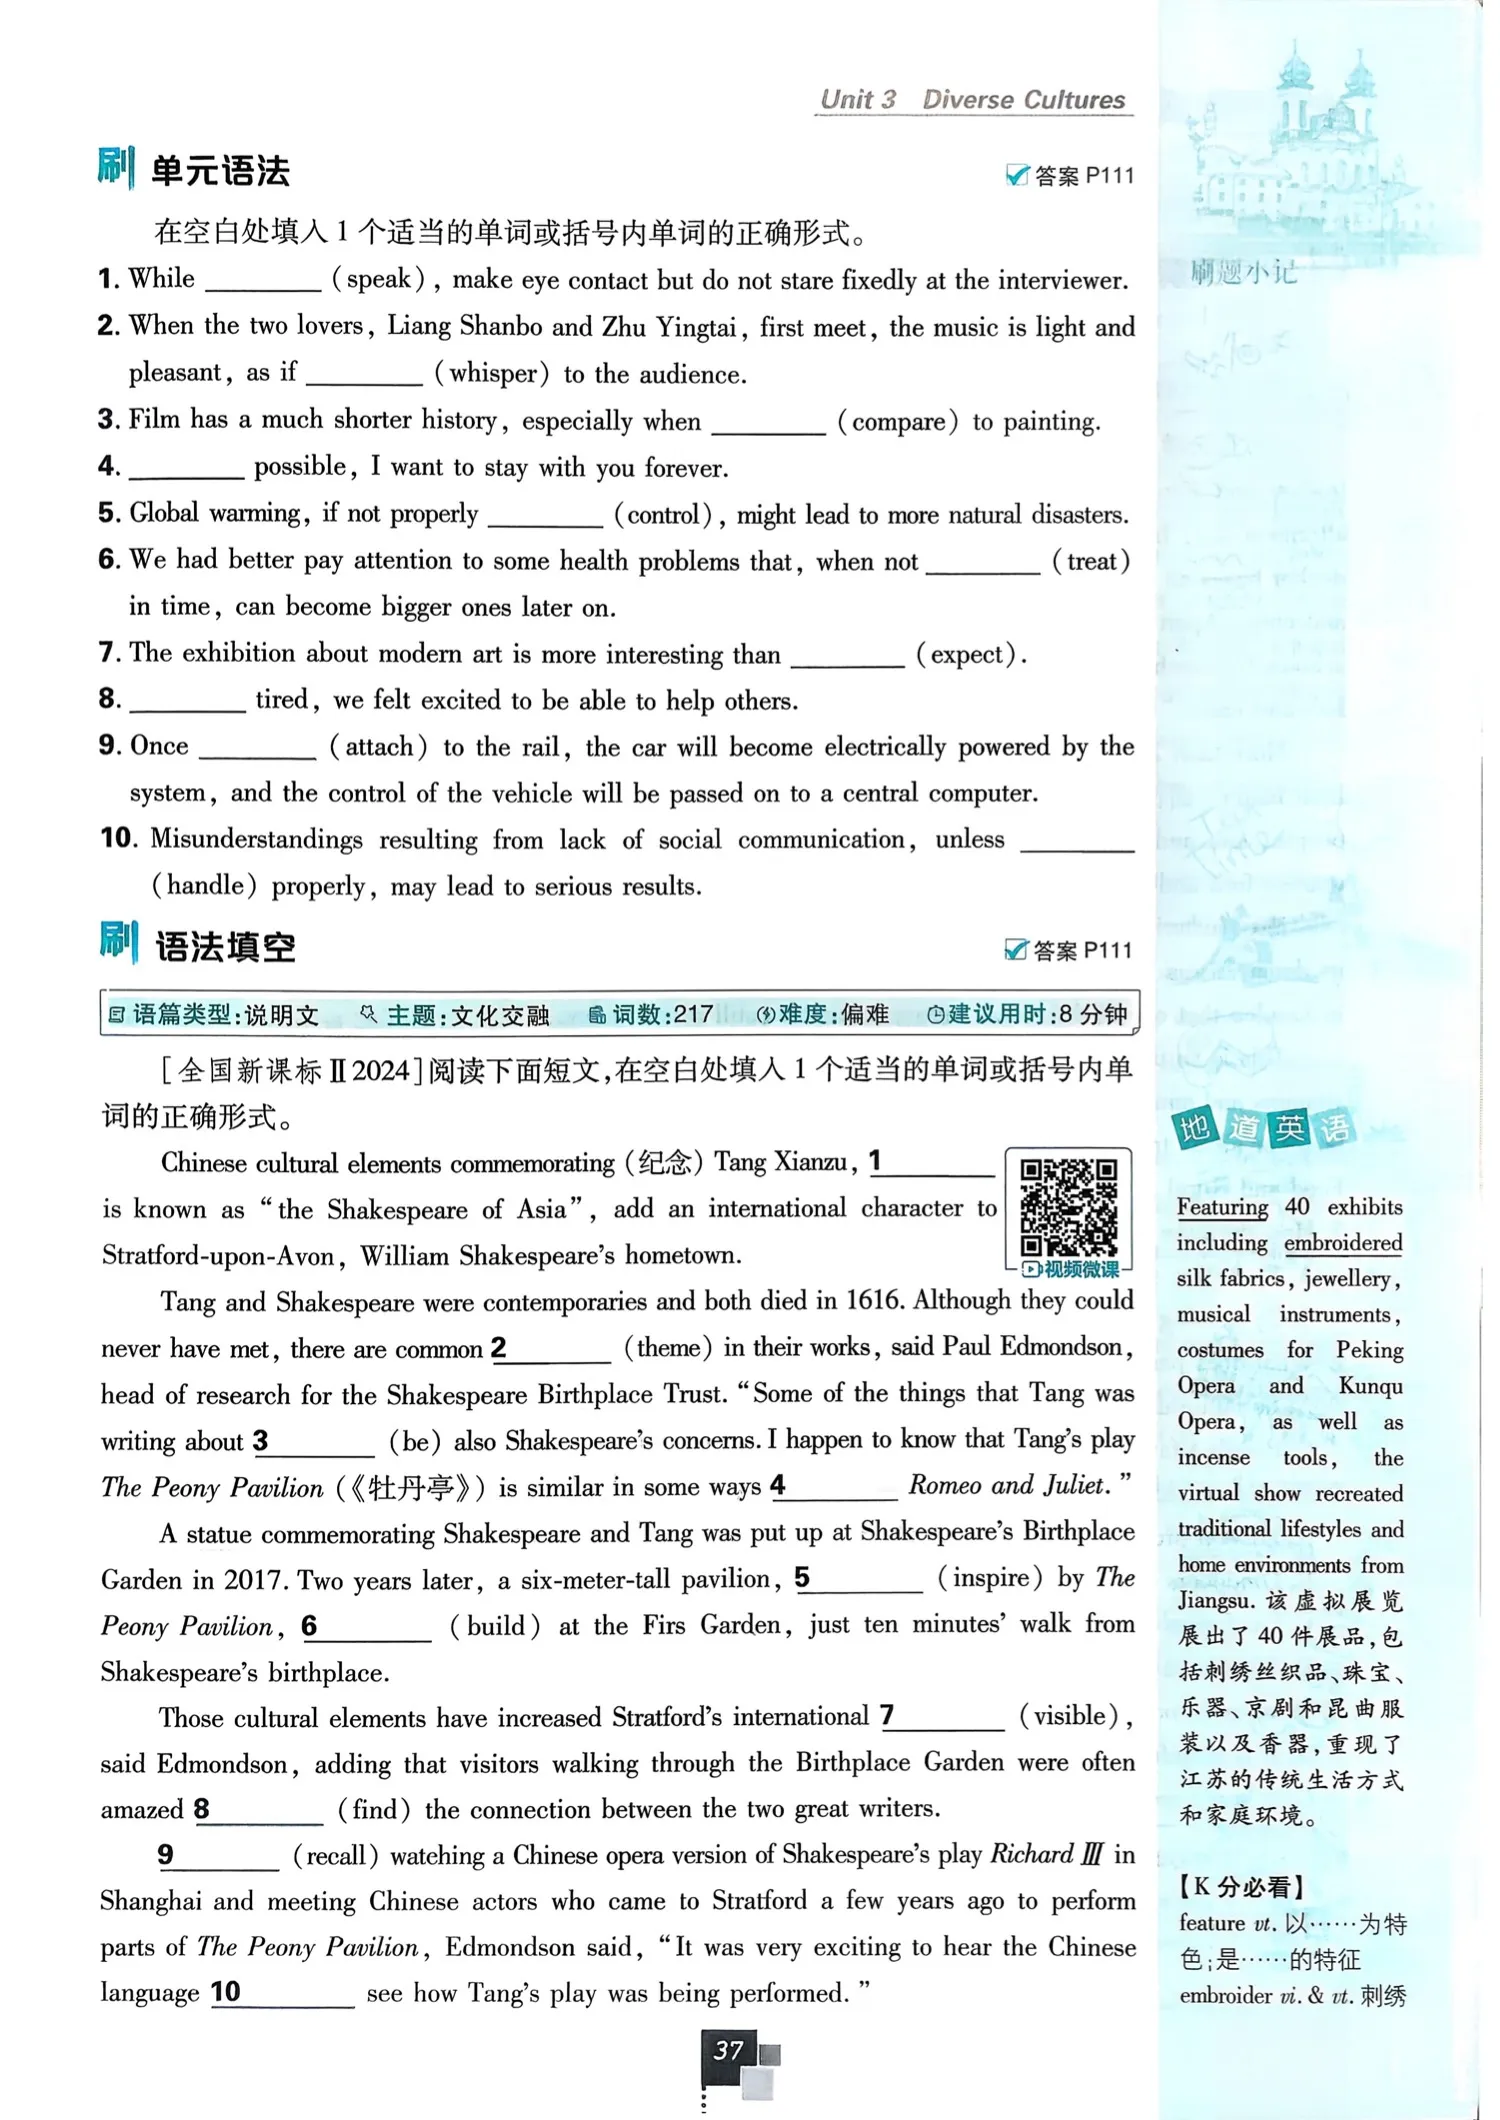 Unit 3 Diverse Cultures
刷 单元语法 答案 P111
在空白处填入 1 个适当的单词或括号内单词的正确形式。
1. While ________ (speak), make eye contact but do not stare fixedly at the interviewer.
2. When the two lovers, Liang Shanbo and Zhu Yingtai, first meet, the music is light and
pleasant, as if ________ (whisper) to the audience.
3. Film has a much shorter history, especially when ________ (compare) to painting.
4. ________ possible, I want to stay with you forever.
5. Global warming, if not properly ________ (control), might lead to more natural disasters.
6. We had better pay attention to some health problems that, when not ________ (treat)
in time, can become bigger ones later on.
7. The exhibition about modern art is more interesting than ________ (expect).
8. ________ tired, we felt excited to be able to help others.
9. Once ________ (attach) to the rail, the car will become electrically powered by the
system, and the control of the vehicle will be passed on to a central computer.
10. Misunderstandings resulting from lack of social communication, unless ________
(handle) properly, may lead to serious results.
刷 语法填空 答案 P111
语篇类型:说明文 主题:文化交融 词数:217 难度:偏难 建议用时:8 分钟
[全国新课标Ⅱ2024]阅读下面短文,在空白处填入 1 个适当的单词或括号内单
词的正确形式。
Chinese cultural elements commemorating (纪念) Tang Xianzu, 1________
is known as “the Shakespeare of Asia”, add an international character to
Stratford-upon-Avon, William Shakespeare’s hometown.
视频微课
Tang and Shakespeare were contemporaries and both died in 1616. Although they could
never have met, there are common 2________ (theme) in their works, said Paul Edmondson,
head of research for the Shakespeare Birthplace Trust. “Some of the things that Tang was
writing about 3________ (be) also Shakespeare’s concerns. I happen to know that Tang’s play
The Peony Pavilion (《牡丹亭》) is similar in some ways 4________ Romeo and Juliet.”
A statue commemorating Shakespeare and Tang was put up at Shakespeare’s Birthplace
Garden in 2017. Two years later, a six-meter-tall pavilion, 5________ (inspire) by The
Peony Pavilion, 6________ (build) at the Firs Garden, just ten minutes’ walk from
Shakespeare’s birthplace.
Those cultural elements have increased Stratford’s international 7________ (visible),
said Edmondson, adding that visitors walking through the Birthplace Garden were often
amazed 8________ (find) the connection between the two great writers.
9________ (recall) watching a Chinese opera version of Shakespeare’s play Richard Ⅲ in
Shanghai and meeting Chinese actors who came to Stratford a few years ago to perform
parts of The Peony Pavilion, Edmondson said, “It was very exciting to hear the Chinese
language 10________ see how Tang’s play was being performed.”
37
刷题小记
地道英语
Featuring 40 exhibits
including embroidered
silk fabrics, jewellery,
musical instruments,
costumes for Peking
Opera and Kunqu
Opera, as well as
incense tools, the
virtual show recreated
traditional lifestyles and
home environments from
Jiangsu. 该虚拟展览
展出了 40 件展品,包
括刺绣丝织品、珠宝、
乐器、京剧和昆曲服
装以及香器,重现了
江苏的传统生活方式
和家庭环境。
【K 分必看】
feature vt. 以……为特
色;是……的特征
embroider vi. & vt. 刺绣